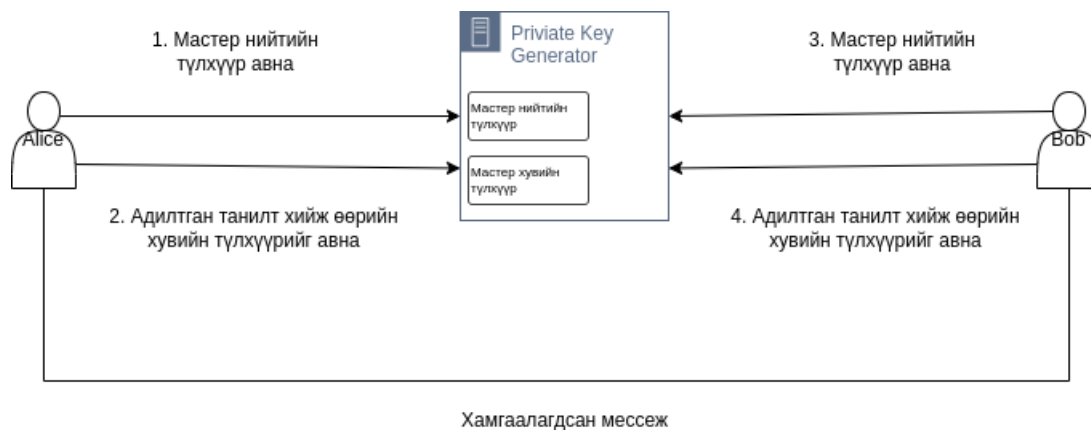 1. Мастер нийтийн
түлхүүр авна
Priviate Key
Generator
3. Мастер нийтийн
түлхүүр авна
Мастер нийтийн
түлхүүр
Alice
Bob
Мастер хувийн
түлхүүр
2. Адилтган танилт хийж өөрийн
хувийн түлхүүрийг авна
4. Адилтган танилт хийж өөрийн
хувийн түлхүүрийг авна
Хамгаалагдсан мессеж